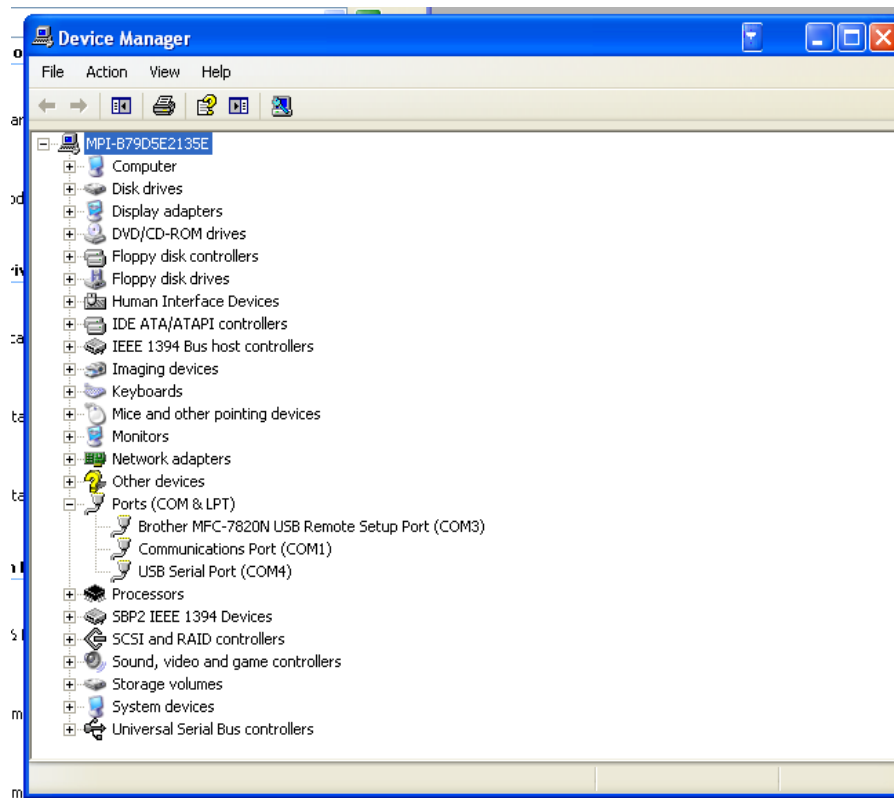 Device Manager
File Action View Help
MPI-B79D5E2135E
Computer
Disk drives
Display adapters
DVD/CD-ROM drives
Floppy disk controllers
Floppy disk drives
Human Interface Devices
IDE ATA/ATAPI controllers
IEEE 1394 Bus host controllers
Imaging devices
Keyboards
Mice and other pointing devices
Monitors
Network adapters
Other devices
Ports (COM & LPT)
Brother MFC-7820N USB Remote Setup Port (COM3)
Communications Port (COM1)
USB Serial Port (COM4)
Processors
SBP2 IEEE 1394 Devices
SCSI and RAID controllers
Sound, video and game controllers
Storage volumes
System devices
Universal Serial Bus controllers